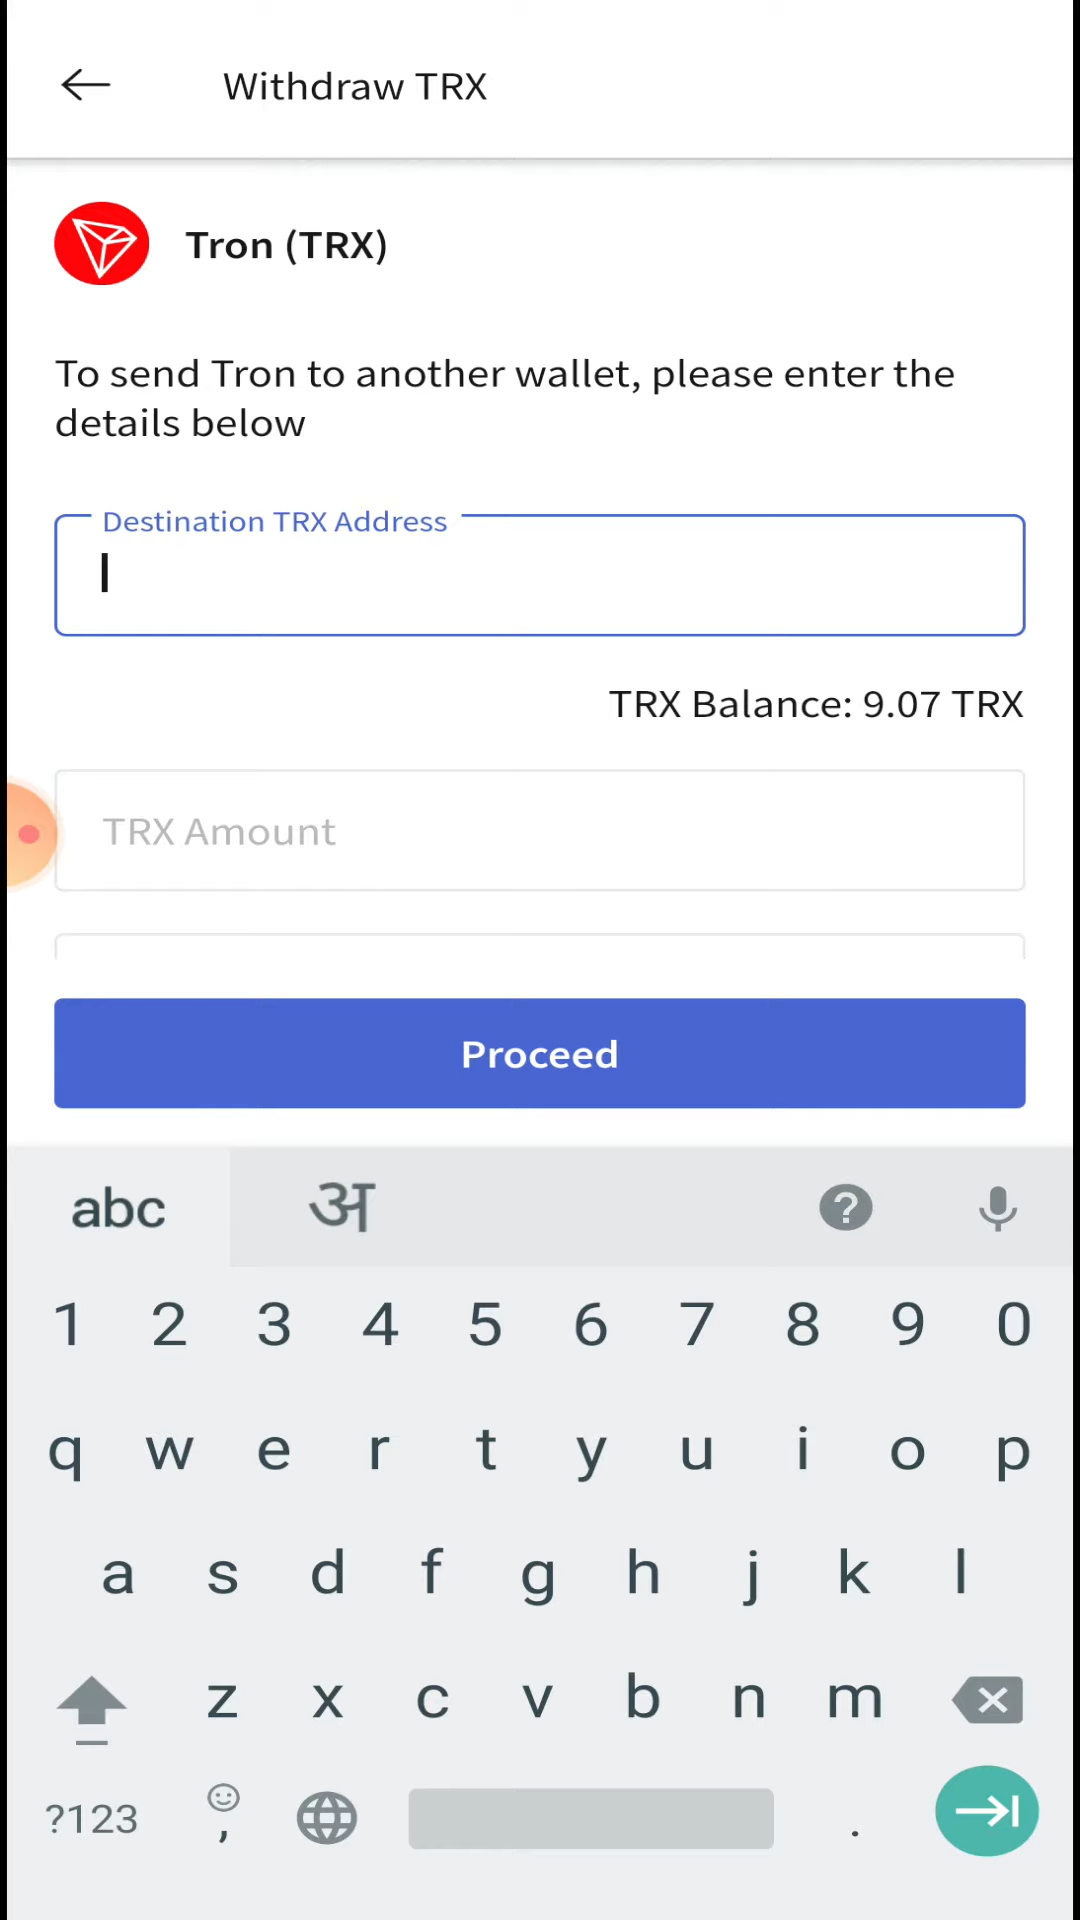 Withdraw TRX
Tron (TRX)
To send Tron to another wallet, please enter the
details below
Destination TRX Address
TRX Balance: 9.07 TRX
TRX Amount
Proceed
abc अ ?
1 2 3 4 5 6 7 8 9 0
q w e r t y u i o p
a s d f g h j k l
z x c v b n m
?123 , .